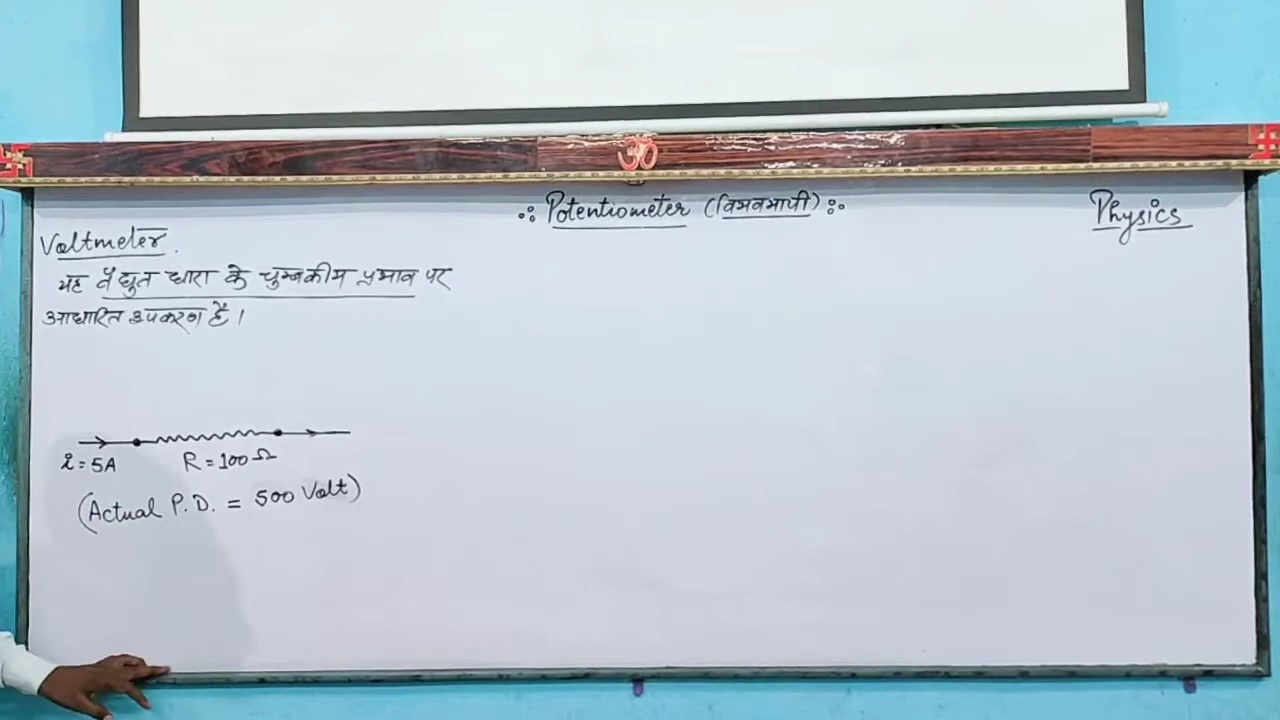 ॐ
∴ Potentiometer (विभवमापी) ∴
Physics
Voltmeter.
यह वैद्युत धारा के चुम्बकीय प्रभाव पर
आधारित उपकरण है।
i = 5A R = 100 Ω
(Actual P.D. = 500 Volt)